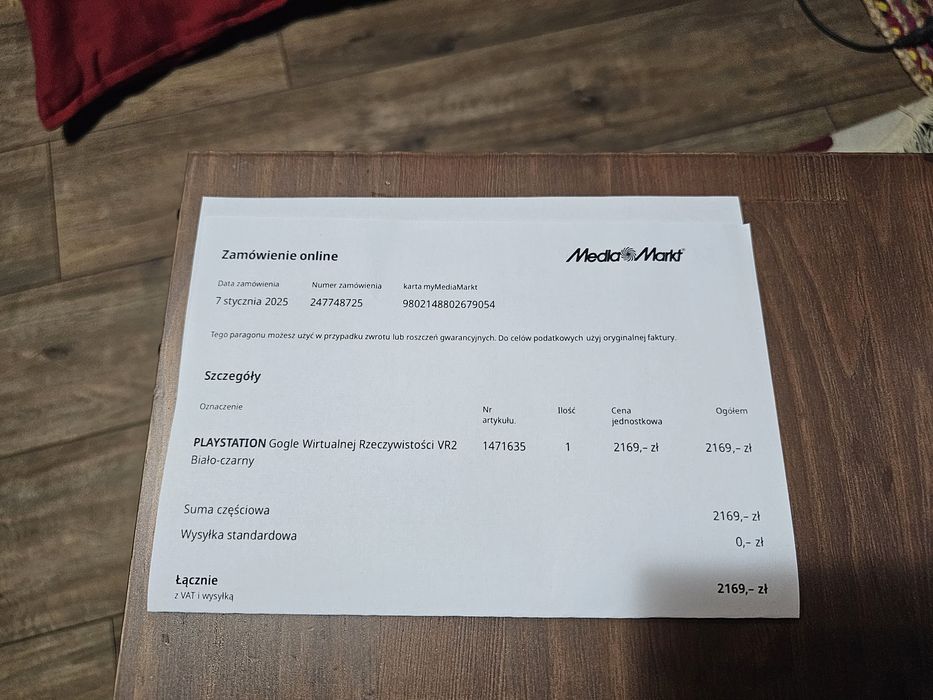 Zamówienie online
Media Markt
Data zamówienia Numer zamówienia karta myMediaMarkt
7 stycznia 2025 247748725 9802148802679054
Tego paragonu możesz użyć w przypadku zwrotu lub roszczeń gwarancyjnych. Do celów podatkowych użyj oryginalnej faktury.
Szczegóły
Oznaczenie Nr artykułu. Ilość Cena jednostkowa Ogółem
PLAYSTATION Gogle Wirtualnej Rzeczywistości VR2 1471635 1 2169,– zł 2169,– zł
Biało-czarny
Suma częściowa 2169,– zł
Wysyłka standardowa 0,– zł
Łącznie 2169,– zł
z VAT i wysyłką